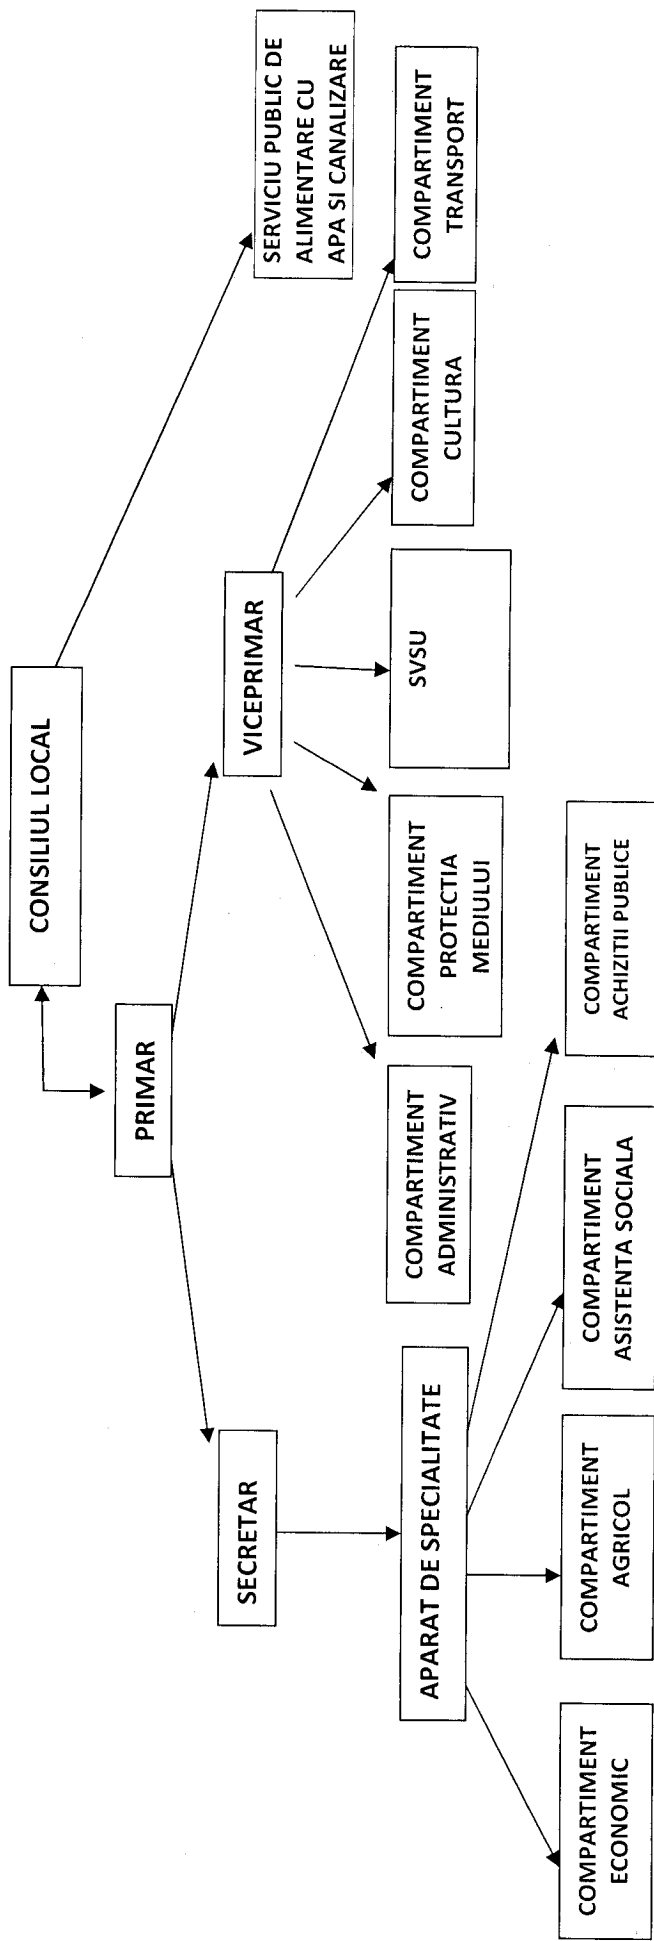 CONSILIUL LOCAL
PRIMAR
SECRETAR
VICEPRIMAR
SERVICIU PUBLIC DE
ALIMENTARE CU
APA SI CANALIZARE
APARAT DE SPECIALITATE
COMPARTIMENT
ADMINISTRATIV
COMPARTIMENT
PROTECTIA
MEDIULUI
SVSU
COMPARTIMENT
CULTURA
COMPARTIMENT
TRANSPORT
COMPARTIMENT
ECONOMIC
COMPARTIMENT
AGRICOL
COMPARTIMENT
ASISTENTA SOCIALA
COMPARTIMENT
ACHIZITII PUBLICE